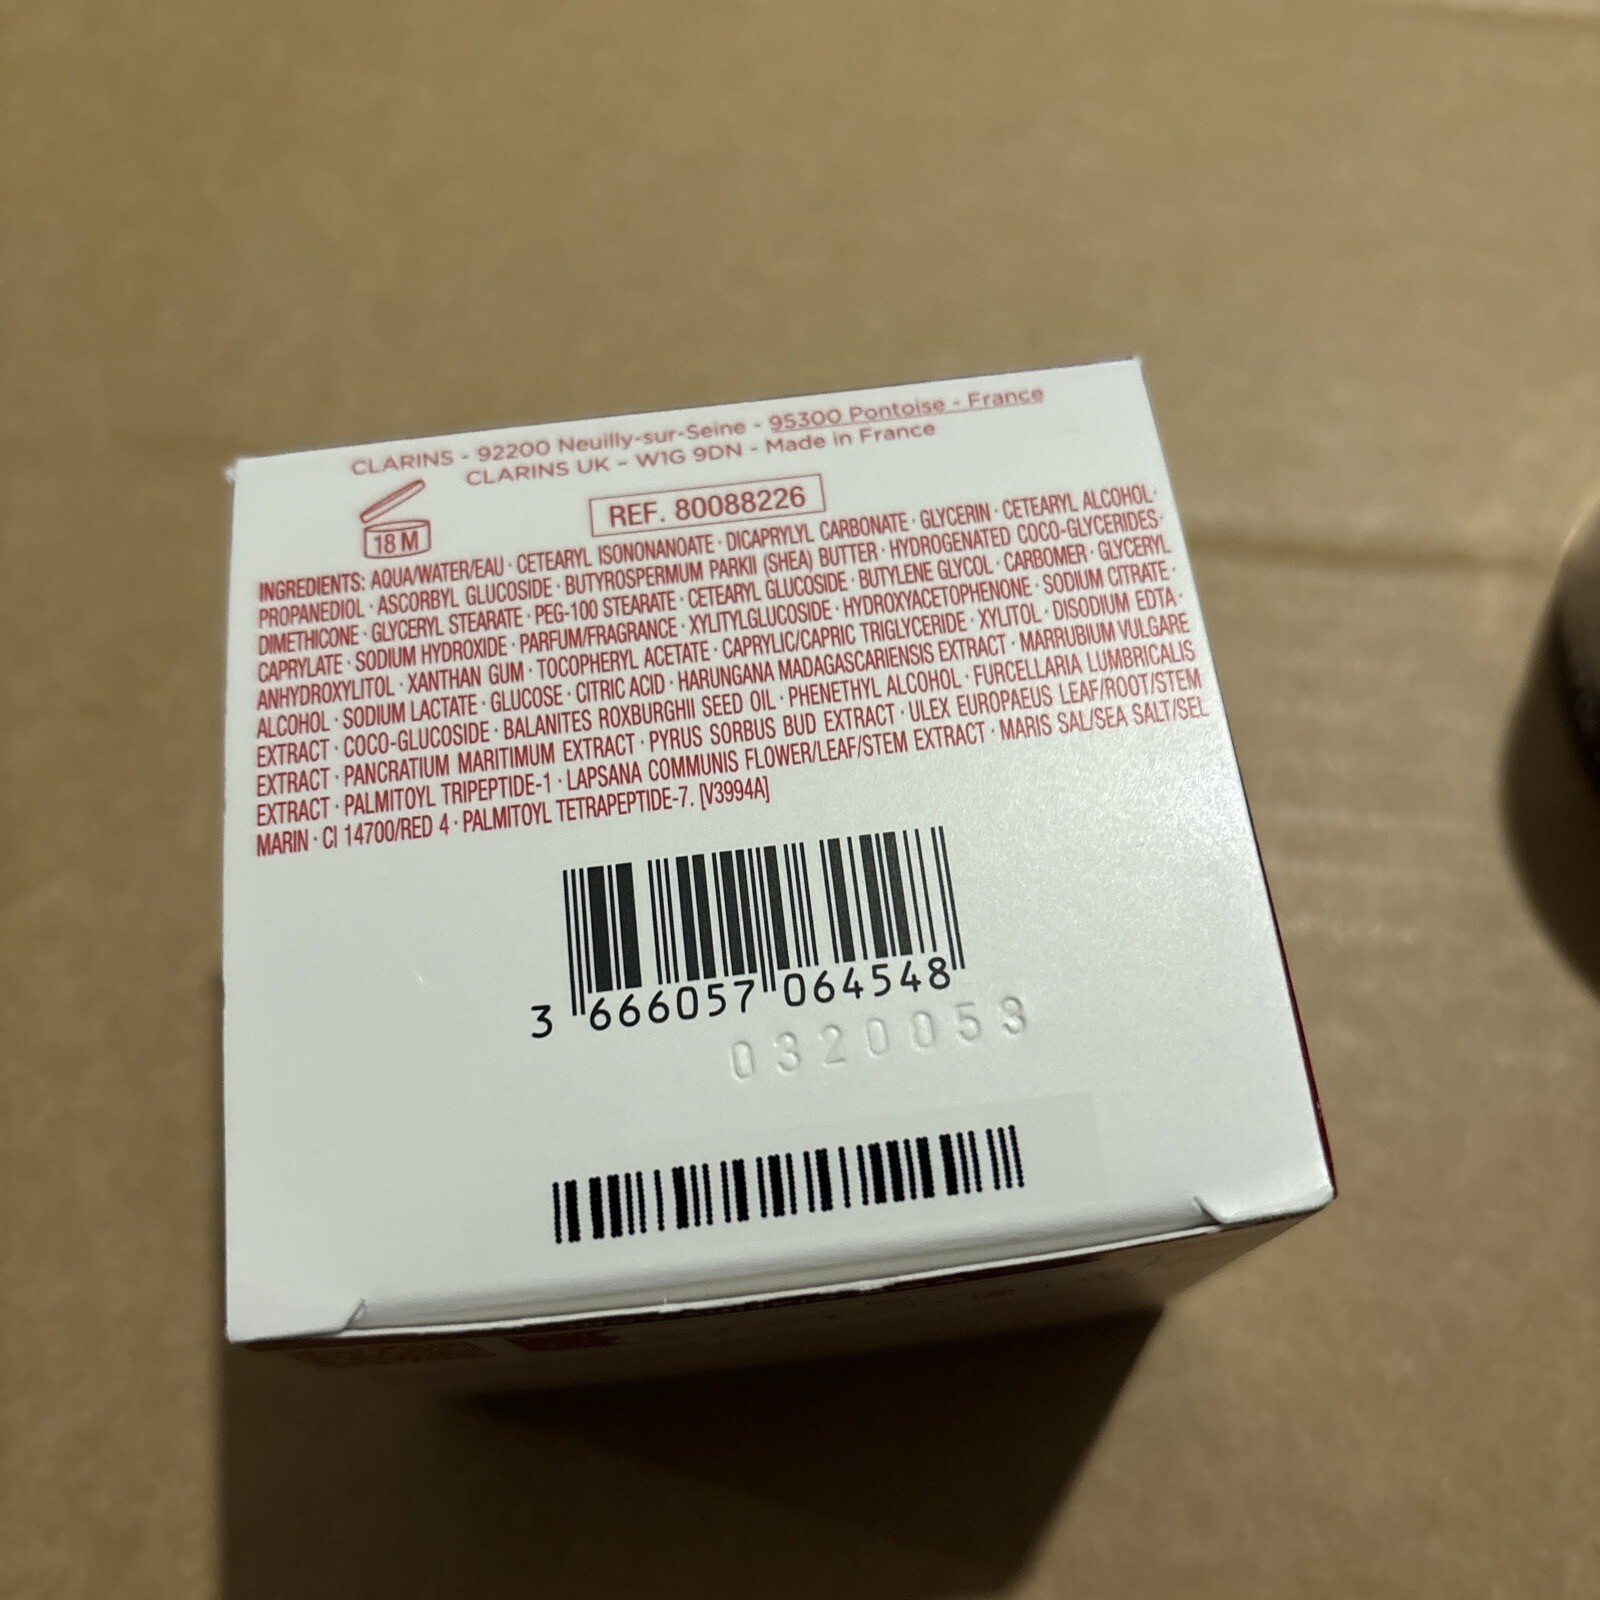 CLARINS - 92200 Neuilly-sur-Seine - 95300 Pontoise - France
CLARINS UK - W1G 9DN - Made in France
18 M
REF. 80088226
INGREDIENTS: AQUA/WATER/EAU · CETEARYL ISONONANOATE · DICAPRYLYL CARBONATE · GLYCERIN · CETEARYL ALCOHOL ·
PROPANEDIOL · ASCORBYL GLUCOSIDE · BUTYROSPERMUM PARKII (SHEA) BUTTER · HYDROGENATED COCO-GLYCERIDES ·
DIMETHICONE · GLYCERYL STEARATE · PEG-100 STEARATE · CETEARYL GLUCOSIDE · BUTYLENE GLYCOL · CARBOMER · GLYCERYL
CAPRYLATE · SODIUM HYDROXIDE · PARFUM/FRAGRANCE · XYLITYLGLUCOSIDE · HYDROXYACETOPHENONE · SODIUM CITRATE ·
ANHYDROXYLITOL · XANTHAN GUM · TOCOPHERYL ACETATE · CAPRYLIC/CAPRIC TRIGLYCERIDE · XYLITOL · DISODIUM EDTA ·
ALCOHOL · SODIUM LACTATE · GLUCOSE · CITRIC ACID · HARUNGANA MADAGASCARIENSIS EXTRACT · MARRUBIUM VULGARE
EXTRACT · COCO-GLUCOSIDE · BALANITES ROXBURGHII SEED OIL · PHENETHYL ALCOHOL · FURCELLARIA LUMBRICALIS
EXTRACT · PANCRATIUM MARITIMUM EXTRACT · PYRUS SORBUS BUD EXTRACT · ULEX EUROPAEUS LEAF/ROOT/STEM
EXTRACT · PALMITOYL TRIPEPTIDE-1 · LAPSANA COMMUNIS FLOWER/LEAF/STEM EXTRACT · MARIS SAL/SEA SALT/SEL
MARIN · CI 14700/RED 4 · PALMITOYL TETRAPEPTIDE-7. [V3994A]
3 666057 064548
0320053